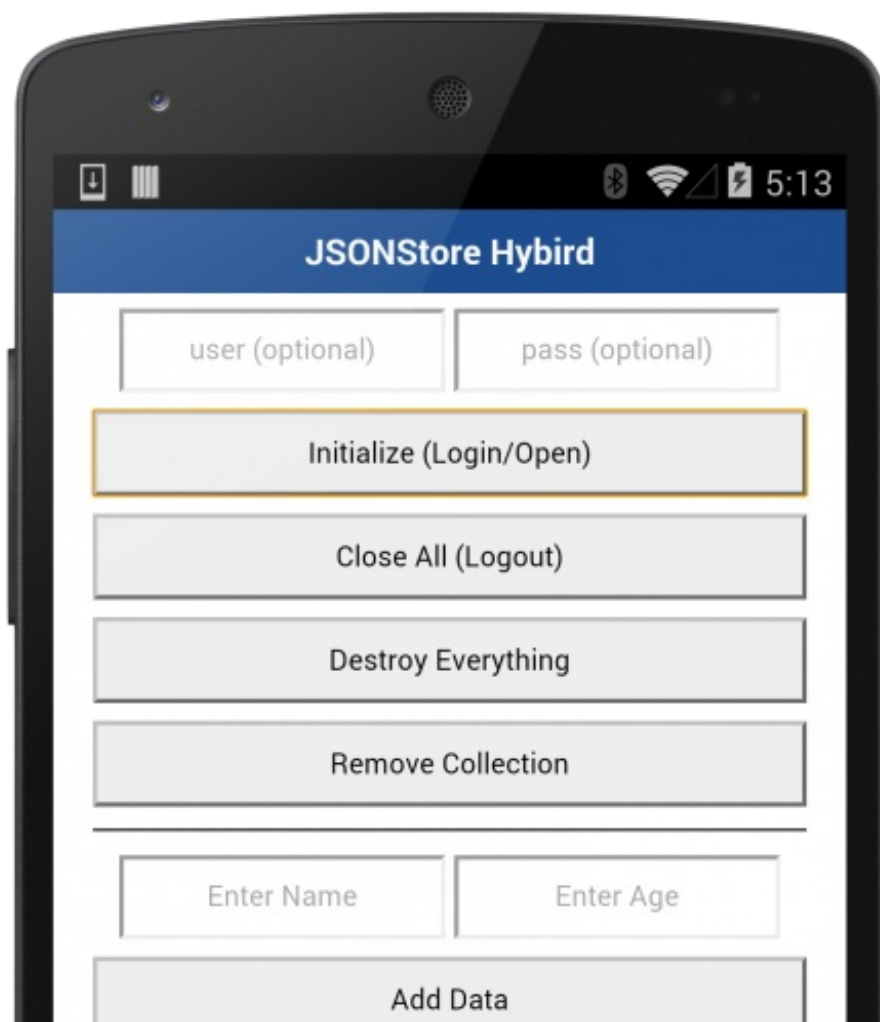 5:13
JSONStore Hybird
user (optional) pass (optional)
Initialize (Login/Open)
Close All (Logout)
Destroy Everything
Remove Collection
Enter Name Enter Age
Add Data